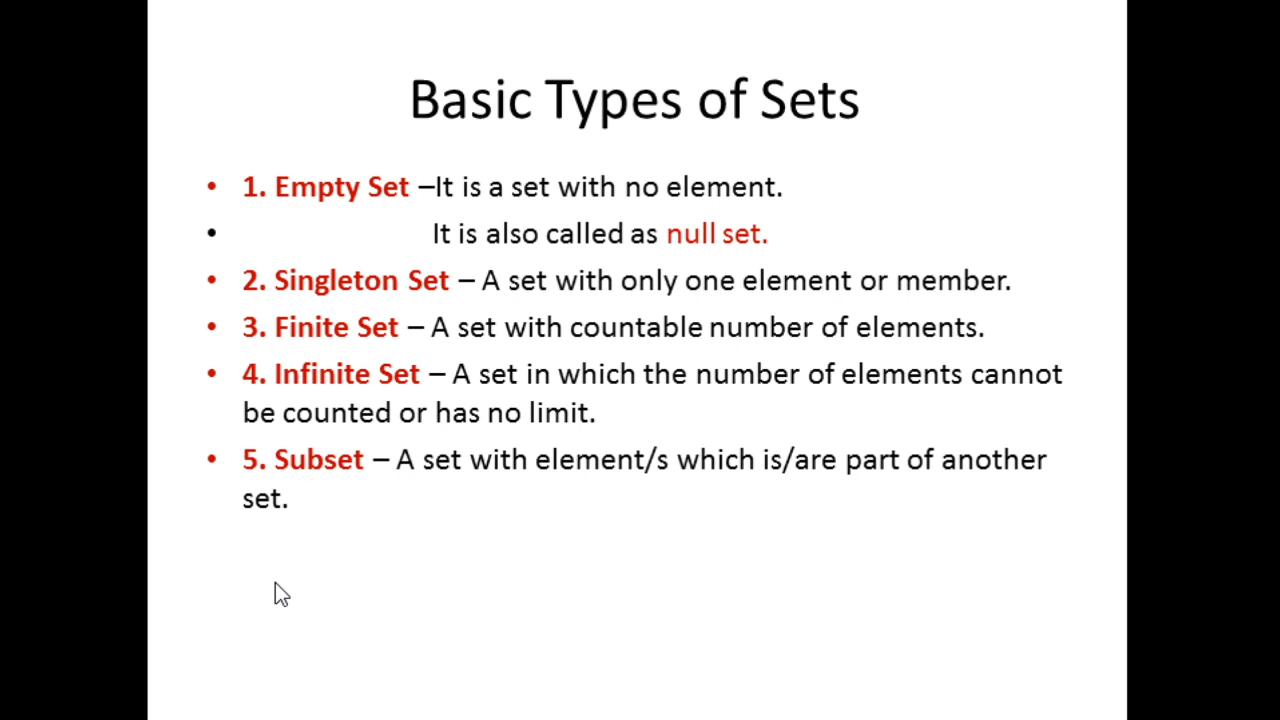 Basic Types of Sets
• 1. Empty Set –It is a set with no element.
• It is also called as null set.
• 2. Singleton Set – A set with only one element or member.
• 3. Finite Set – A set with countable number of elements.
• 4. Infinite Set – A set in which the number of elements cannot
be counted or has no limit.
• 5. Subset – A set with element/s which is/are part of another
set.